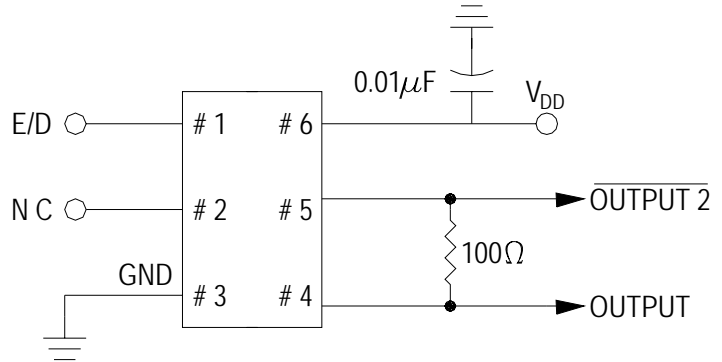 0.01μF
V_DD
E/D
# 1
# 6
N C
# 2
# 5
OUTPUT 2
100Ω
GND
# 3
# 4
OUTPUT